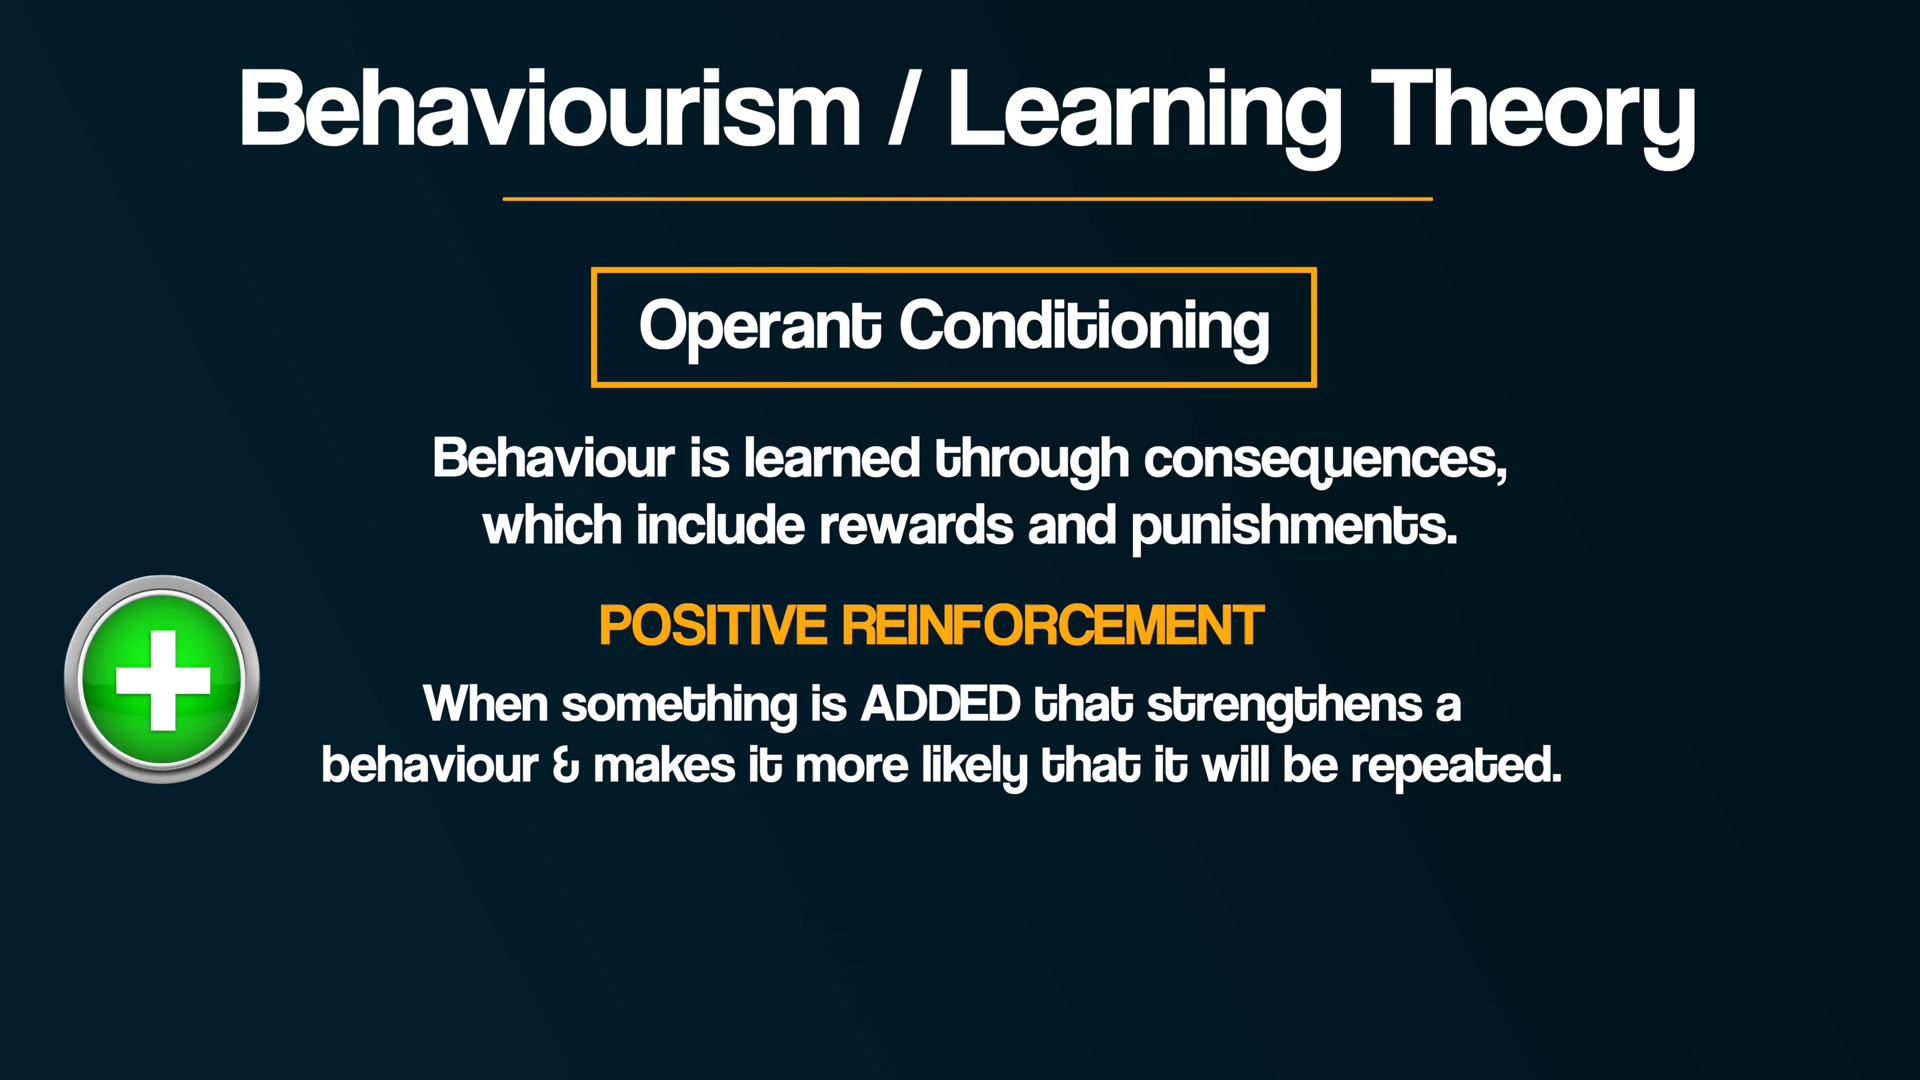 Behaviourism / Learning Theory
Operant Conditioning
Behaviour is learned through consequences,
which include rewards and punishments.
POSITIVE REINFORCEMENT
When something is ADDED that strengthens a
behaviour & makes it more likely that it will be repeated.